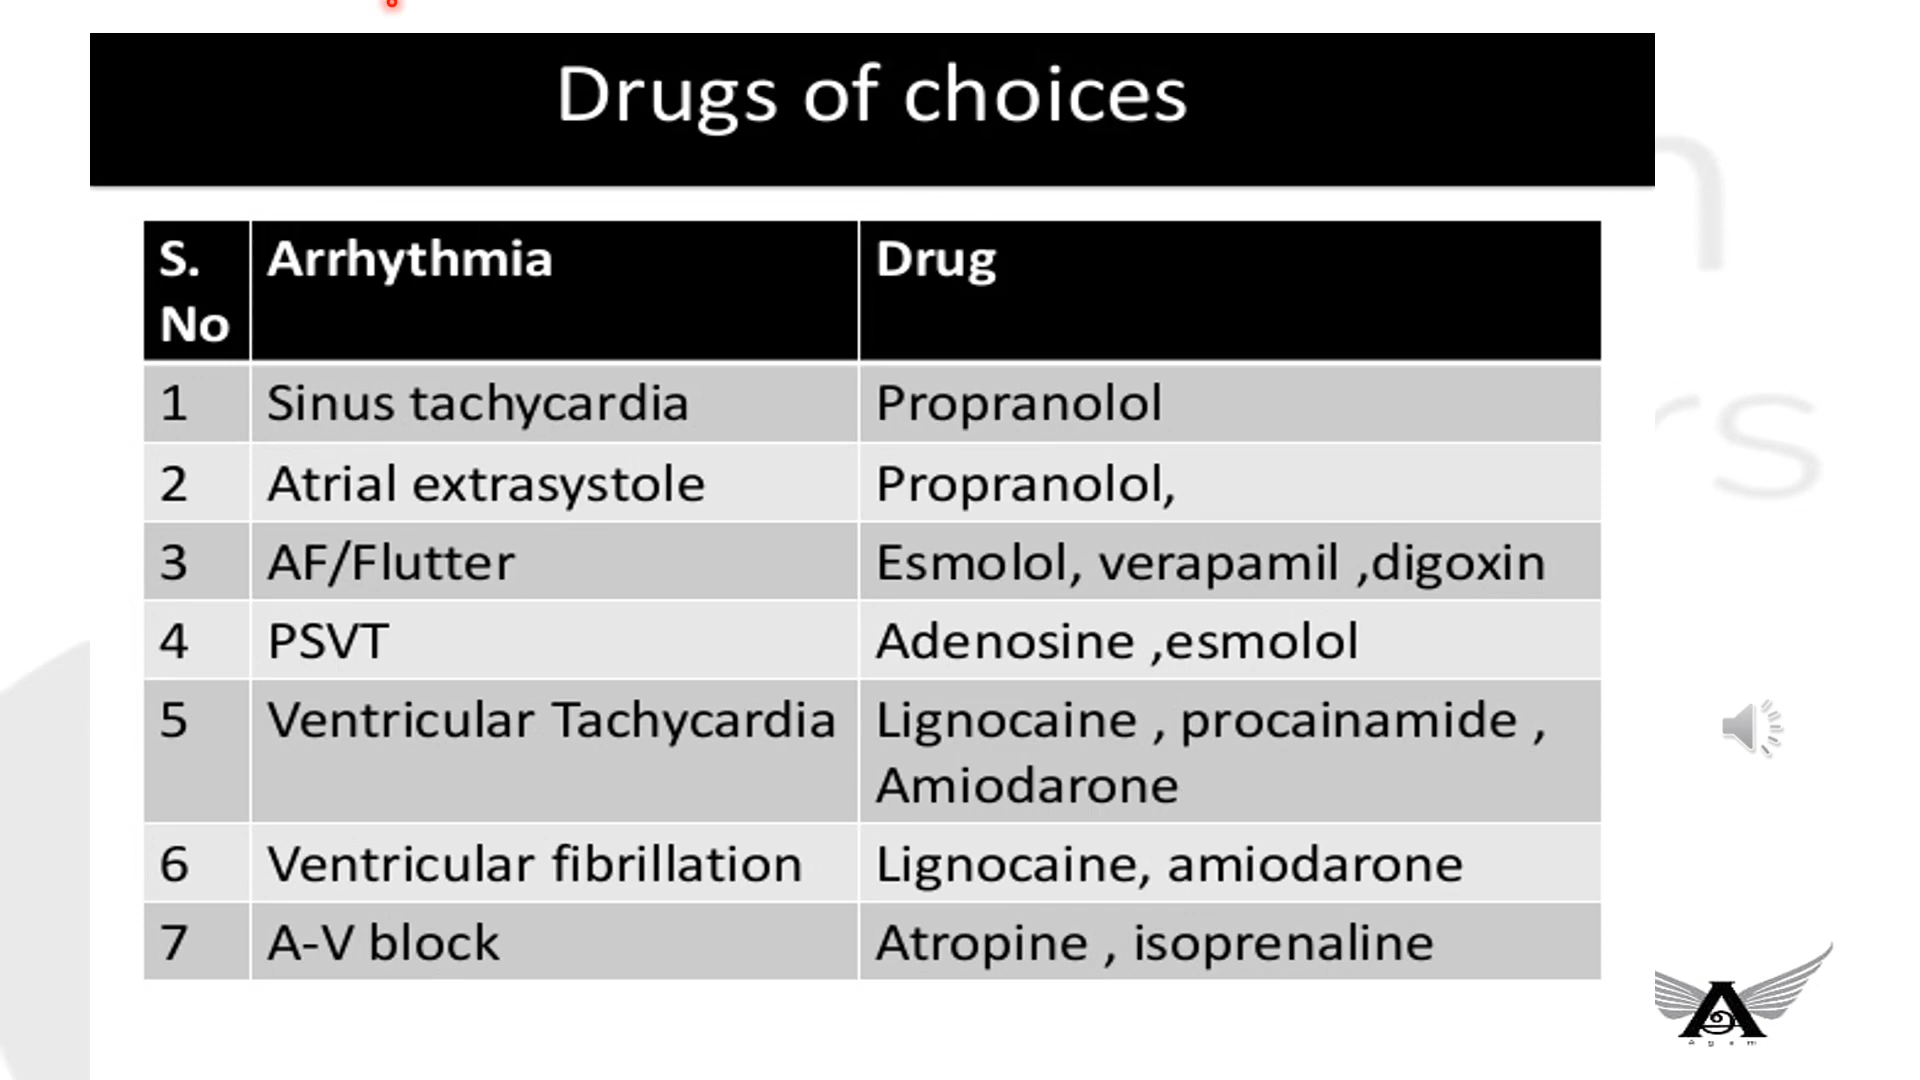 Drugs of choices
S. No Arrhythmia Drug
1 Sinus tachycardia Propranolol
2 Atrial extrasystole Propranolol,
3 AF/Flutter Esmolol, verapamil ,digoxin
4 PSVT Adenosine ,esmolol
5 Ventricular Tachycardia Lignocaine , procainamide ,
Amiodarone
6 Ventricular fibrillation Lignocaine, amiodarone
7 A-V block Atropine , isoprenaline